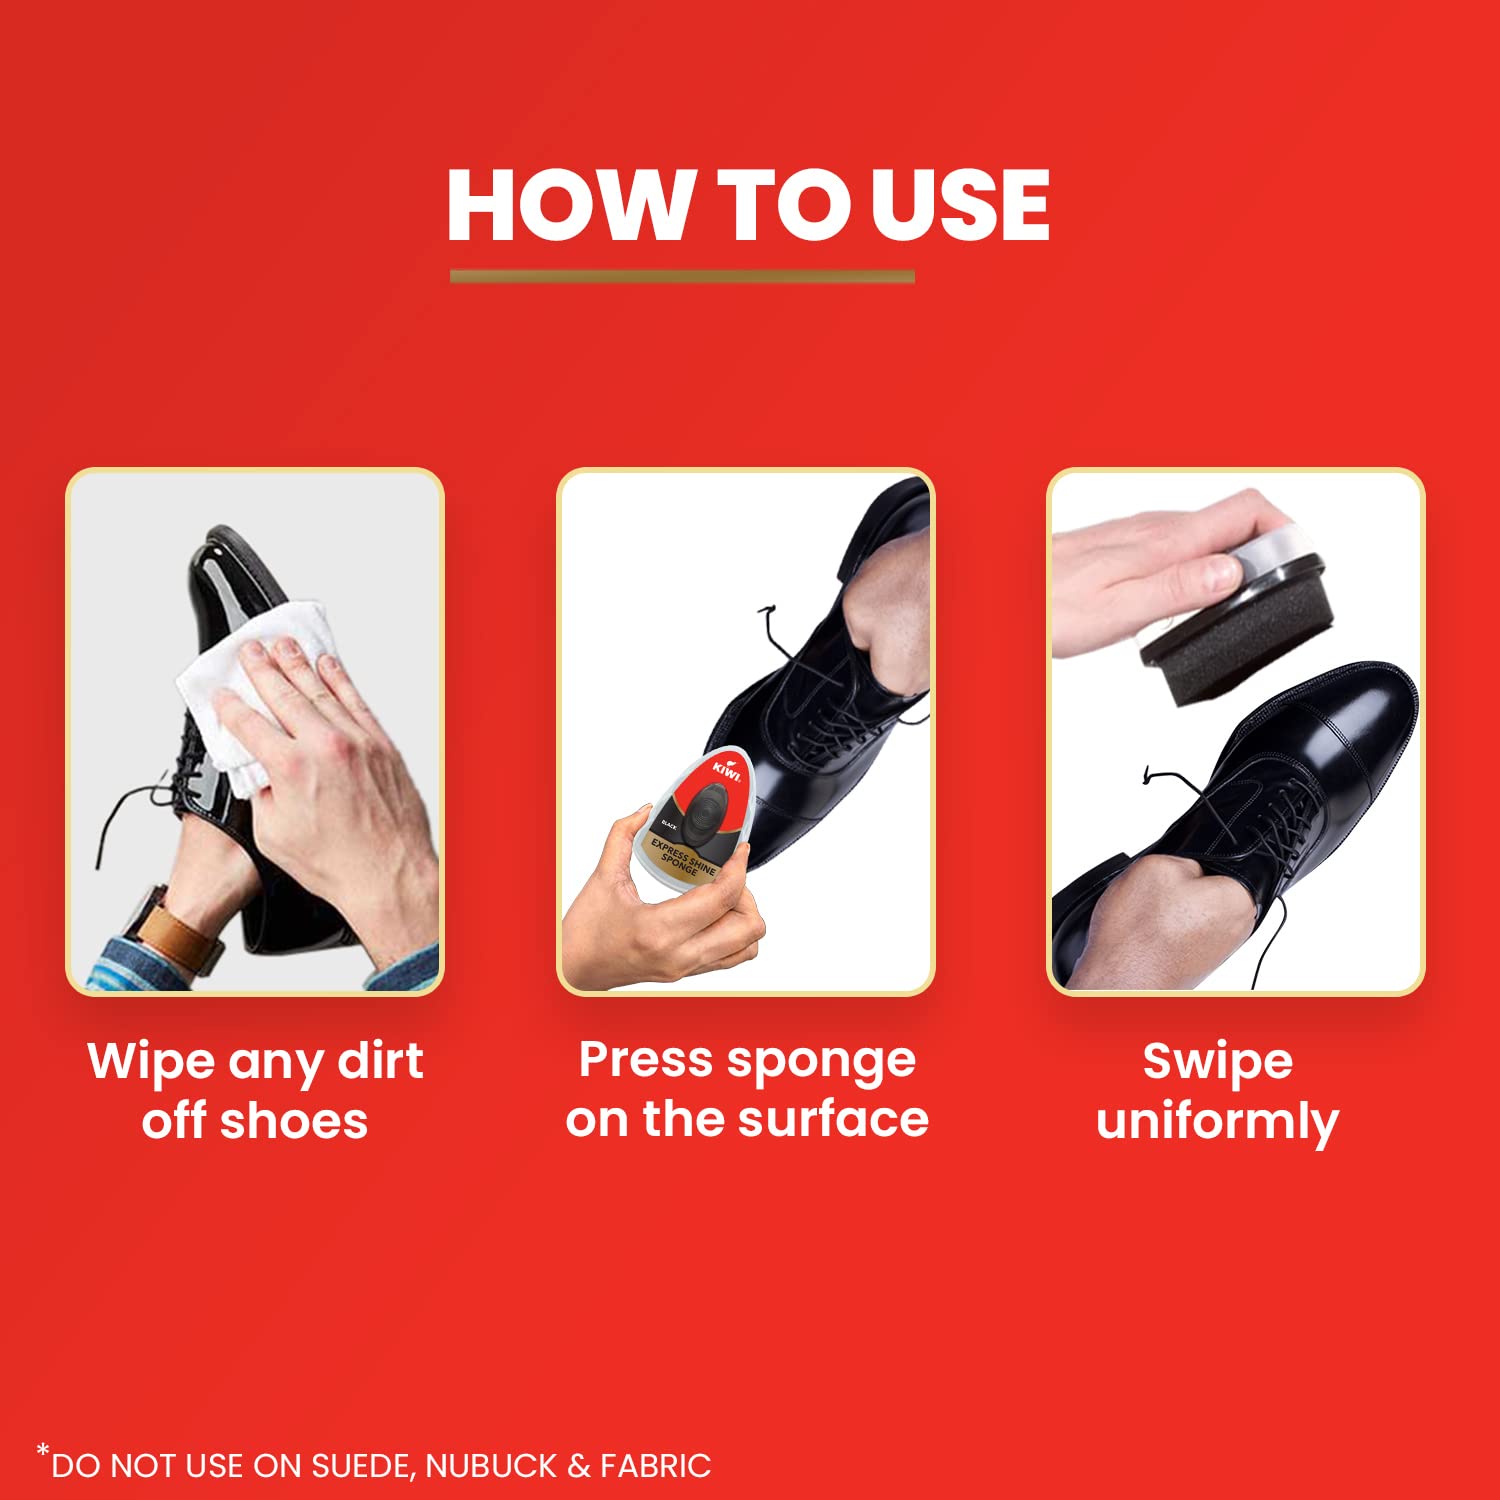 HOW TO USE
KIWI
BLACK
EXPRESS SHINE
SPONGE
Wipe any dirt
off shoes
Press sponge
on the surface
Swipe
uniformly
*DO NOT USE ON SUEDE, NUBUCK & FABRIC